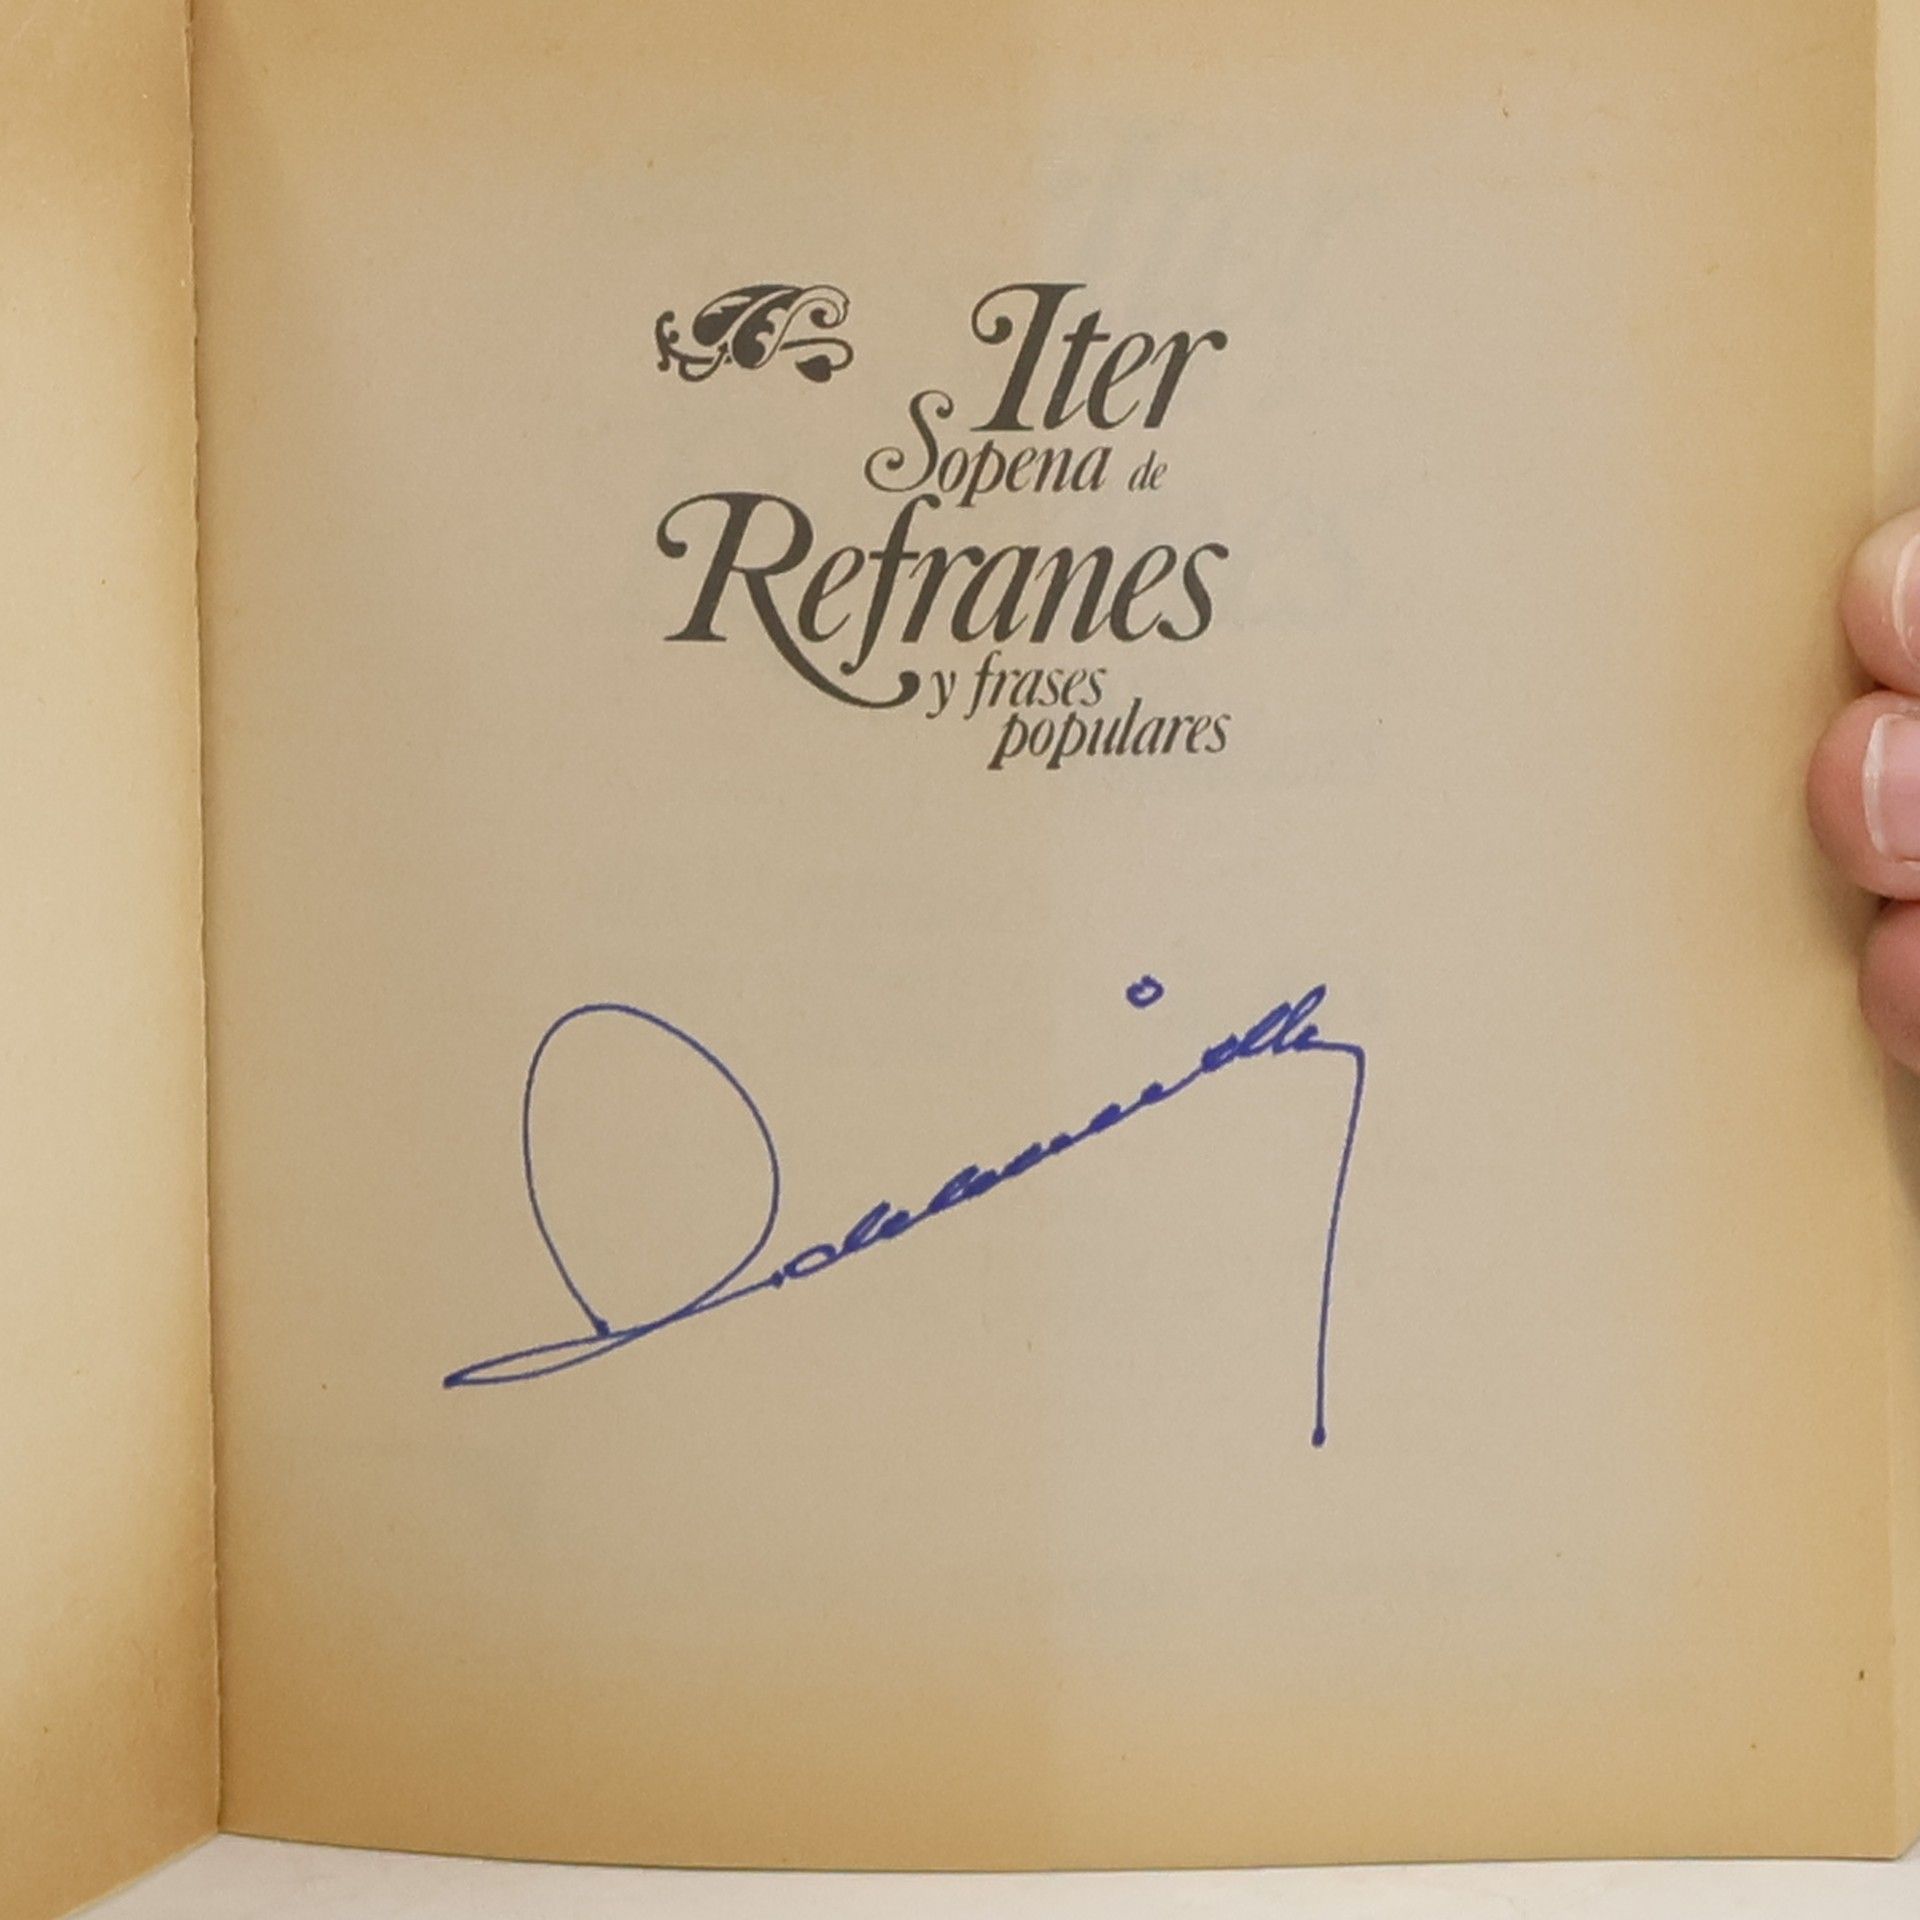 Iter
Sopena de
Refranes
y frases
populares